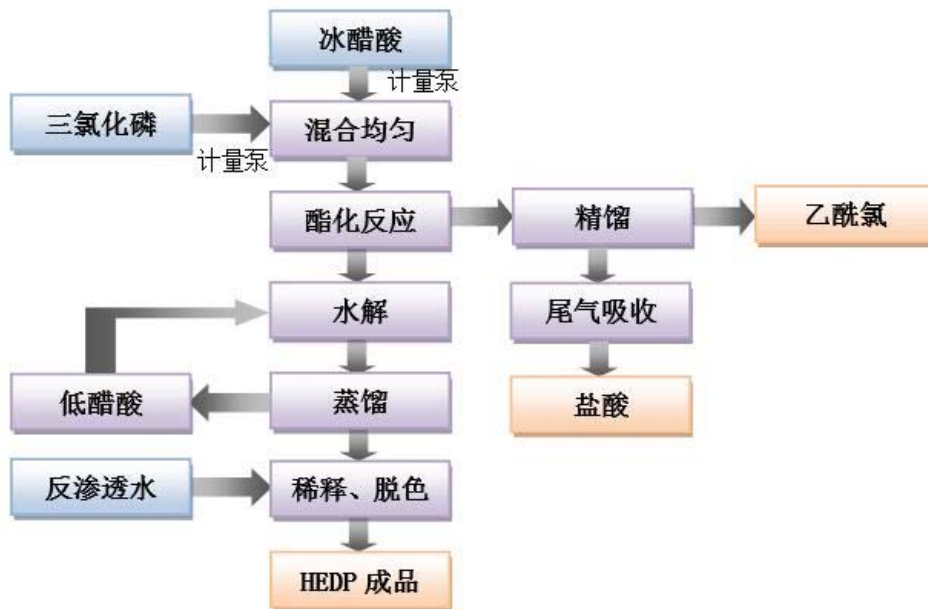 冰醋酸
计量泵
三氯化磷
混合均匀
计量泵
酯化反应
精馏
乙酰氯
水解
尾气吸收
低醋酸
蒸馏
盐酸
反渗透水
稀释、脱色
HEDP 成品